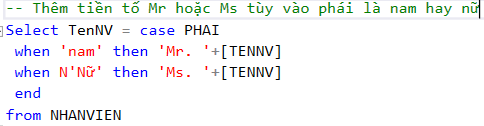 -- Thêm tiền tố Mr hoặc Ms tùy vào phái là nam hay nữ
Select TenNV = case PHAI
when 'nam' then 'Mr. '+[TENNV]
when N'Nữ' then 'Ms. '+[TENNV]
end
from NHANVIEN